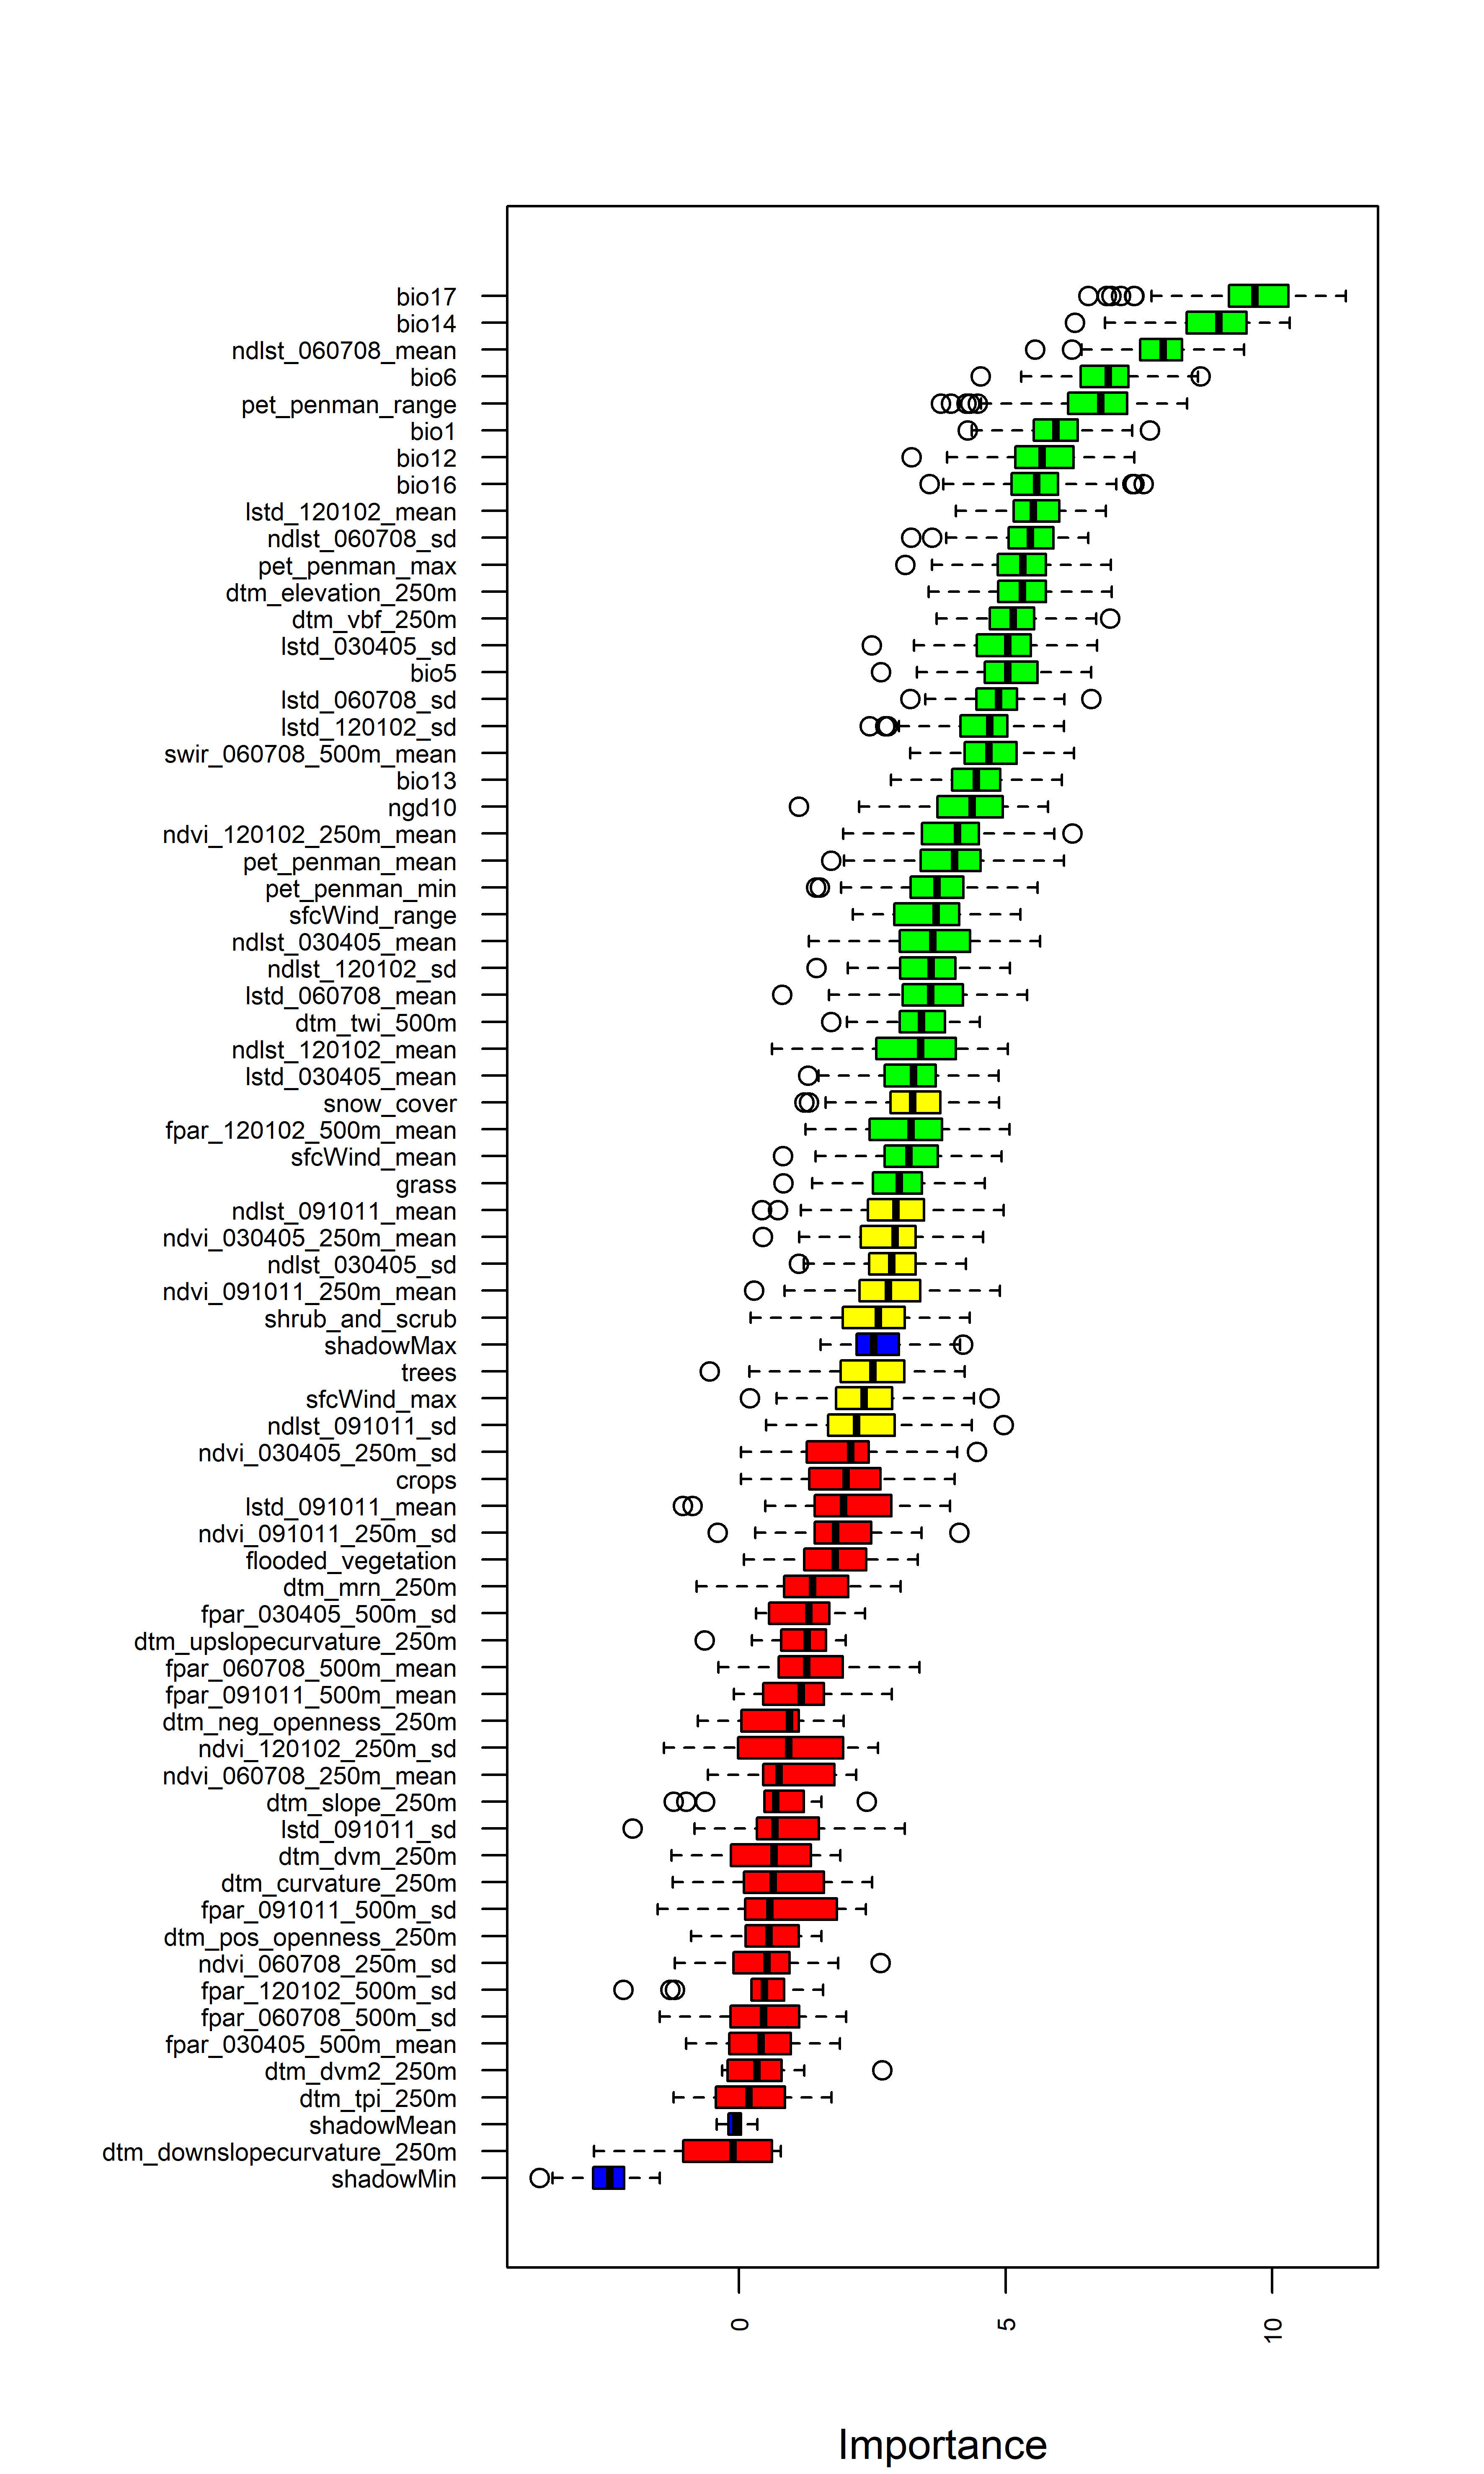 bio17
bio14
ndlst_060708_mean
bio6
pet_penman_range
bio1
bio12
bio16
lstd_120102_mean
ndlst_060708_sd
pet_penman_max
dtm_elevation_250m
dtm_vbf_250m
lstd_030405_sd
bio5
lstd_060708_sd
lstd_120102_sd
swir_060708_500m_mean
bio13
ngd10
ndvi_120102_250m_mean
pet_penman_mean
pet_penman_min
sfcWind_range
ndlst_030405_mean
ndlst_120102_sd
lstd_060708_mean
dtm_twi_500m
ndlst_120102_mean
lstd_030405_mean
snow_cover
fpar_120102_500m_mean
sfcWind_mean
grass
ndlst_091011_mean
ndvi_030405_250m_mean
ndlst_030405_sd
ndvi_091011_250m_mean
shrub_and_scrub
shadowMax
trees
sfcWind_max
ndlst_091011_sd
ndvi_030405_250m_sd
crops
lstd_091011_mean
ndvi_091011_250m_sd
flooded_vegetation
dtm_mrn_250m
fpar_030405_500m_sd
dtm_upslopecurvature_250m
fpar_060708_500m_mean
fpar_091011_500m_mean
dtm_neg_openness_250m
ndvi_120102_250m_sd
ndvi_060708_250m_mean
dtm_slope_250m
lstd_091011_sd
dtm_dvm_250m
dtm_curvature_250m
fpar_091011_500m_sd
dtm_pos_openness_250m
ndvi_060708_250m_sd
fpar_120102_500m_sd
fpar_060708_500m_sd
fpar_030405_500m_mean
dtm_dvm2_250m
dtm_tpi_250m
shadowMean
dtm_downslopecurvature_250m
shadowMin
0
5
10
Importance